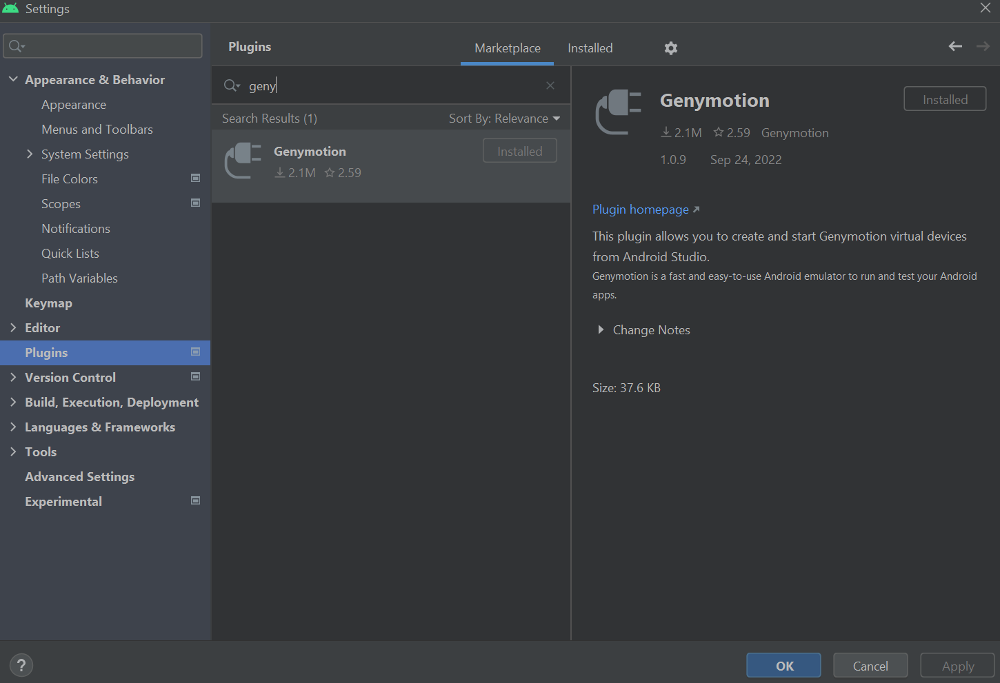 Settings
Appearance & Behavior
Appearance
Menus and Toolbars
System Settings
File Colors
Scopes
Notifications
Quick Lists
Path Variables
Keymap
Editor
Plugins
Version Control
Build, Execution, Deployment
Languages & Frameworks
Tools
Advanced Settings
Experimental
Plugins Marketplace Installed
geny
Search Results (1) Sort By: Relevance
Genymotion Installed
2.1M 2.59
Genymotion Installed
2.1M 2.59 Genymotion
1.0.9 Sep 24, 2022
Plugin homepage
This plugin allows you to create and start Genymotion virtual devices
from Android Studio.
Genymotion is a fast and easy-to-use Android emulator to run and test your Android
apps.
Change Notes
Size: 37.6 KB
? OK Cancel Apply